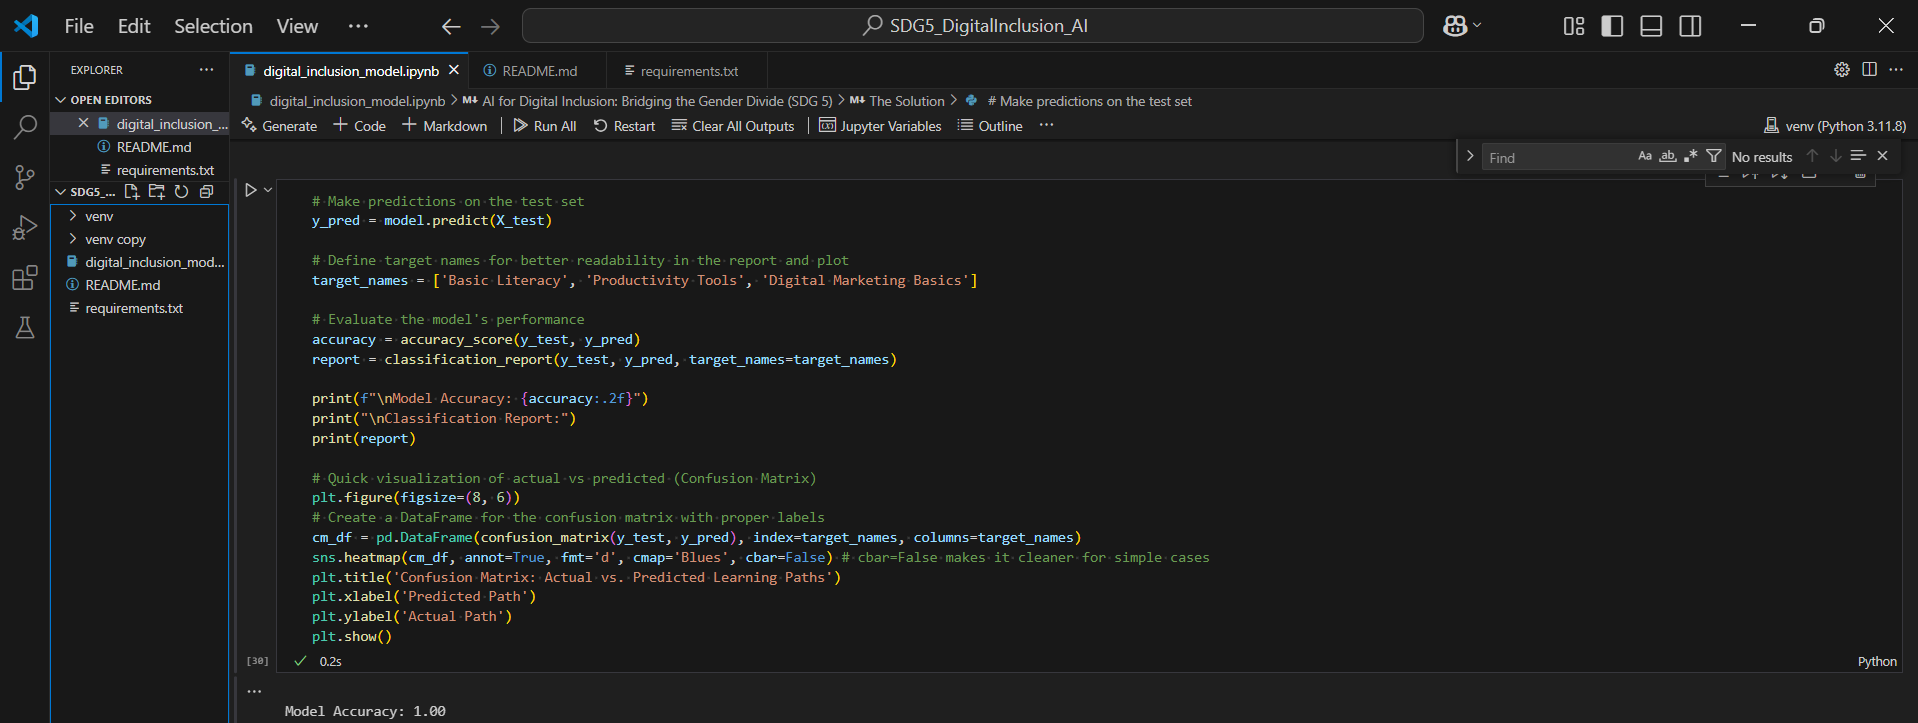 File Edit Selection View ··· SDG5_DigitalInclusion_AI
EXPLORER ···
OPEN EDITORS
digital_inclusion_...
README.md
requirements.txt
SDG5_...
venv
venv copy
digital_inclusion_mod...
README.md
requirements.txt
digital_inclusion_model.ipynb README.md requirements.txt
digital_inclusion_model.ipynb > M↓ AI for Digital Inclusion: Bridging the Gender Divide (SDG 5) > M↓ The Solution > # Make predictions on the test set
Generate + Code + Markdown | Run All Restart Clear All Outputs | Jupyter Variables Outline ··· venv (Python 3.11.8)
Find Aa ab .* No results
# Make predictions on the test set
y_pred = model.predict(X_test)
# Define target names for better readability in the report and plot
target_names = ['Basic Literacy', 'Productivity Tools', 'Digital Marketing Basics']
# Evaluate the model's performance
accuracy = accuracy_score(y_test, y_pred)
report = classification_report(y_test, y_pred, target_names=target_names)
print(f"\nModel Accuracy: {accuracy:.2f}")
print("\nClassification Report:")
print(report)
# Quick visualization of actual vs predicted (Confusion Matrix)
plt.figure(figsize=(8, 6))
# Create a DataFrame for the confusion matrix with proper labels
cm_df = pd.DataFrame(confusion_matrix(y_test, y_pred), index=target_names, columns=target_names)
sns.heatmap(cm_df, annot=True, fmt='d', cmap='Blues', cbar=False) # cbar=False makes it cleaner for simple cases
plt.title('Confusion Matrix: Actual vs. Predicted Learning Paths')
plt.xlabel('Predicted Path')
plt.ylabel('Actual Path')
plt.show()
[30] 0.2s Python
···
Model Accuracy: 1.00